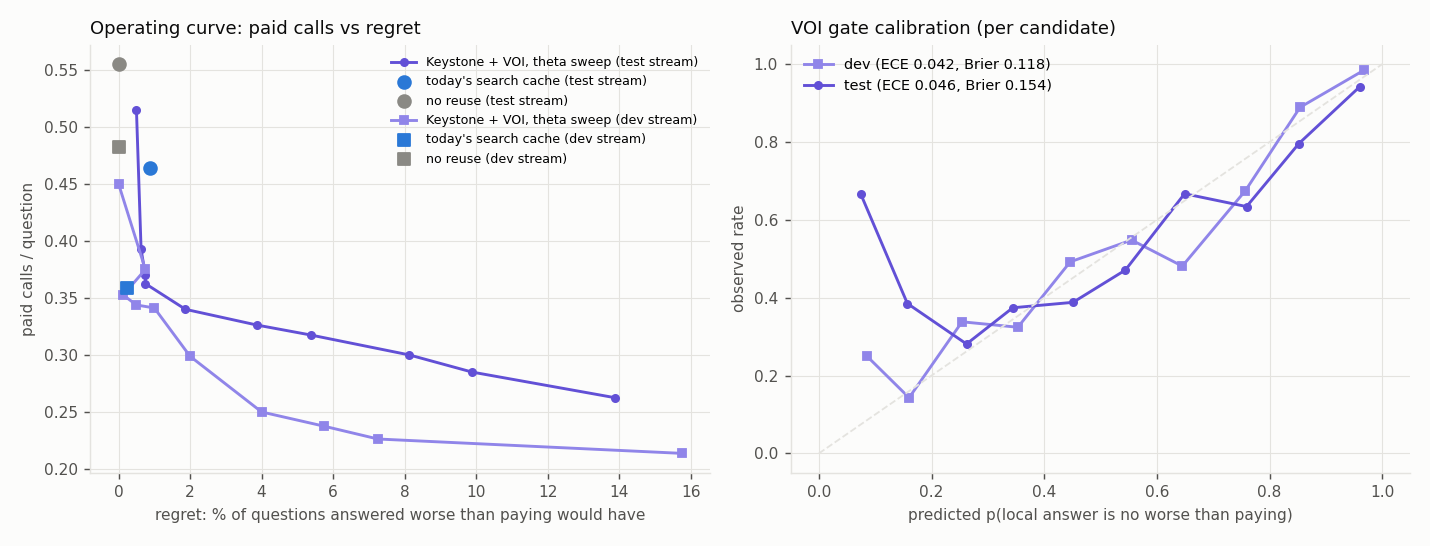 Operating curve: paid calls vs regret
Keystone + VOI, theta sweep (test stream)
today's search cache (test stream)
no reuse (test stream)
Keystone + VOI, theta sweep (dev stream)
today's search cache (dev stream)
no reuse (dev stream)
paid calls / question
0.55
0.50
0.45
0.40
0.35
0.30
0.25
0.20
0 2 4 6 8 10 12 14 16
regret: % of questions answered worse than paying would have
VOI gate calibration (per candidate)
dev (ECE 0.042, Brier 0.118)
test (ECE 0.046, Brier 0.154)
observed rate
1.0
0.8
0.6
0.4
0.2
0.0
0.0 0.2 0.4 0.6 0.8 1.0
predicted p(local answer is no worse than paying)